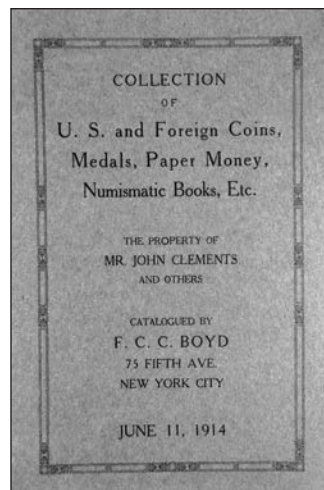 COLLECTION
OF
U. S. and Foreign Coins,
Medals, Paper Money,
Numismatic Books, Etc.
THE PROPERTY OF
MR. JOHN CLEMENTS
AND OTHERS
CATALOGUED BY
F. C. C. BOYD
75 FIFTH AVE.
NEW YORK CITY
JUNE 11, 1914